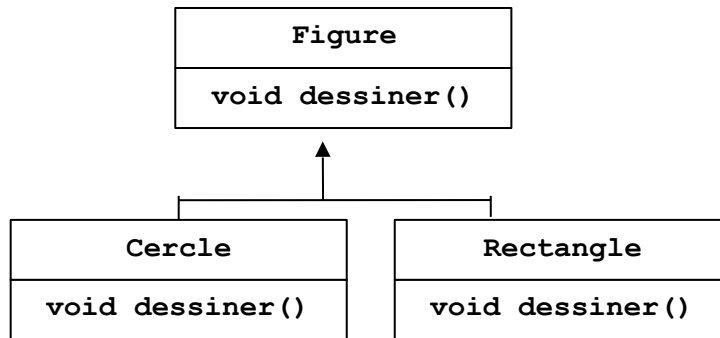 Figure
void dessiner()
Cercle
void dessiner()
Rectangle
void dessiner()